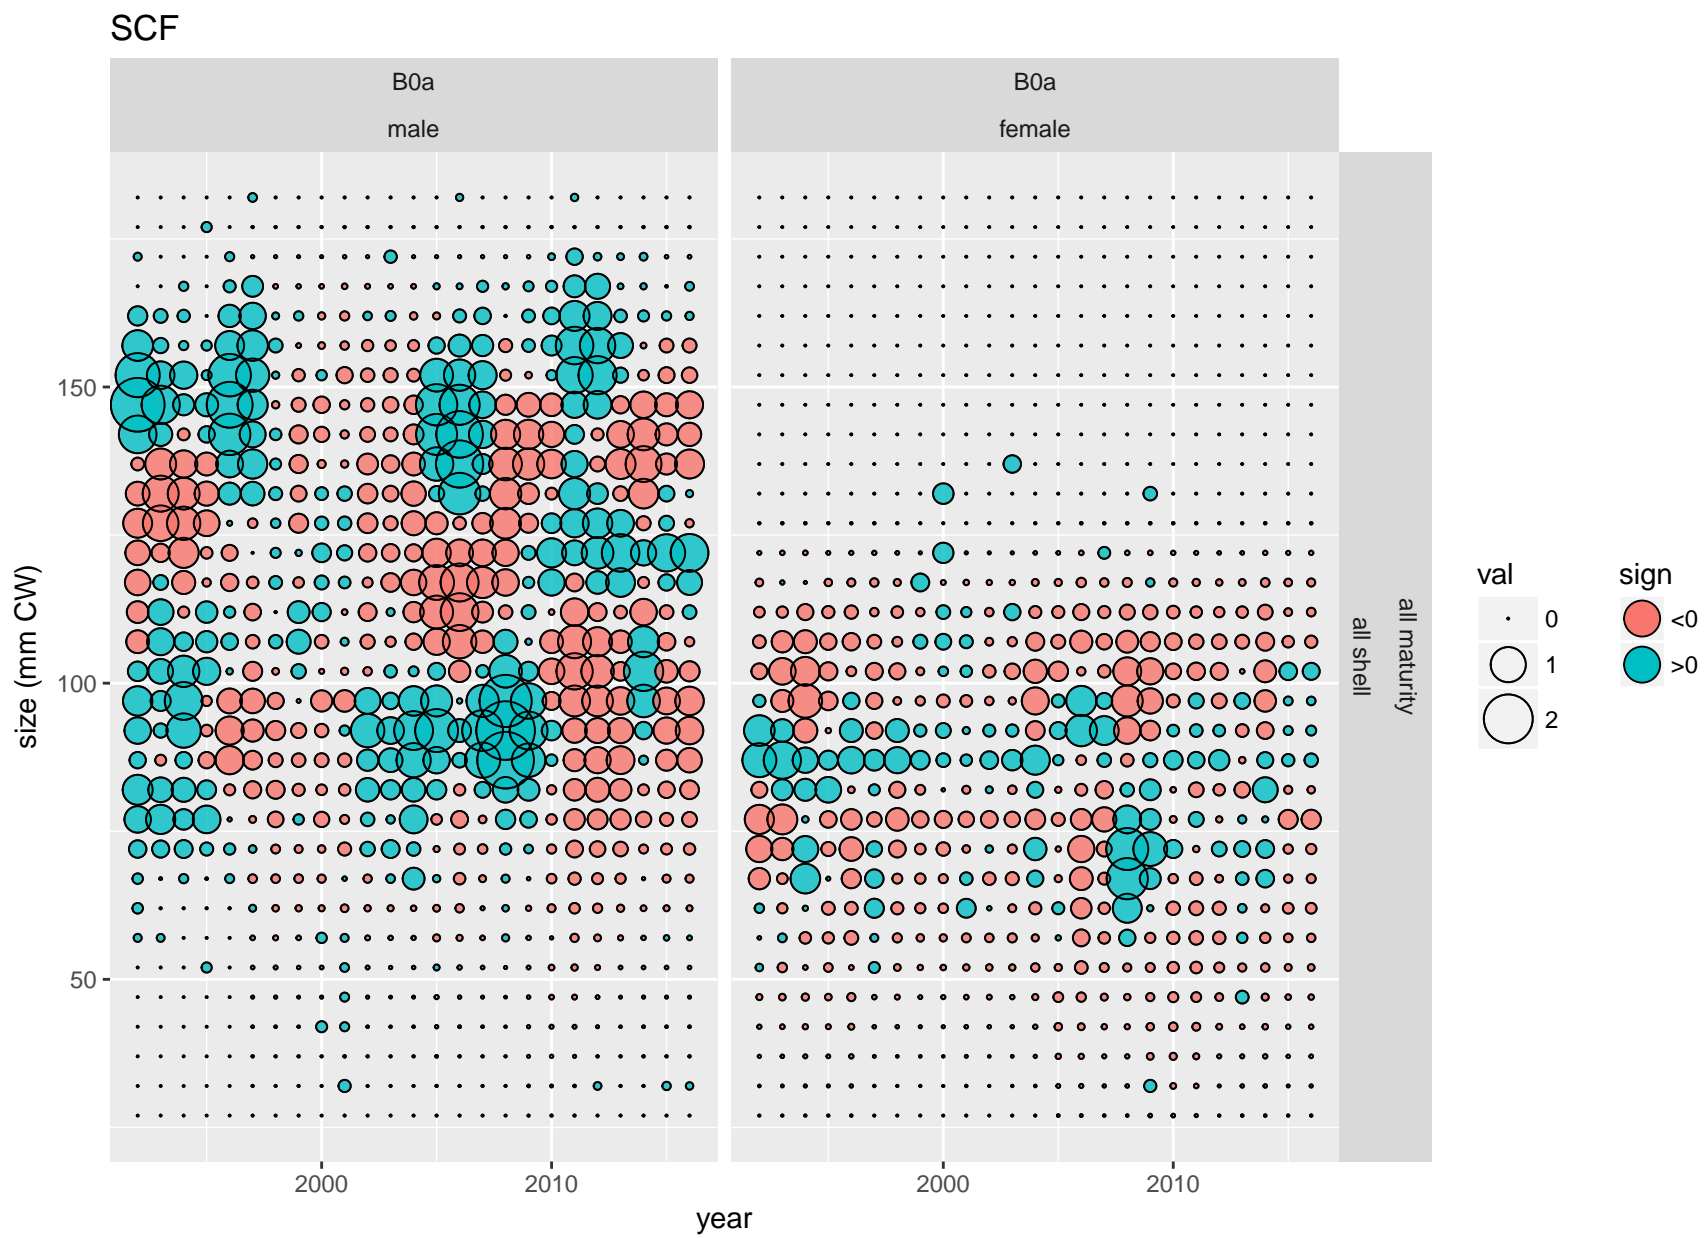 SCF
B0a
male
B0a
female
150
100
50
size (mm CW)
2000
2010
2000
2010
year
all shell
all maturity
val
0
1
2
sign
<0
>0